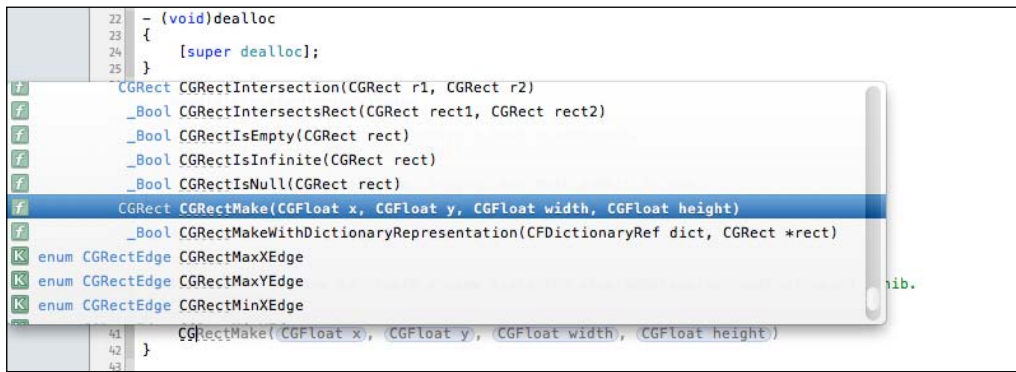 22 - (void)dealloc
23 {
24 [super dealloc];
25 }
f CGRect CGRectIntersection(CGRect r1, CGRect r2)
f _Bool CGRectIntersectsRect(CGRect rect1, CGRect rect2)
f _Bool CGRectIsEmpty(CGRect rect)
f _Bool CGRectIsInfinite(CGRect rect)
f _Bool CGRectIsNull(CGRect rect)
f CGRect CGRectMake(CGFloat x, CGFloat y, CGFloat width, CGFloat height)
f _Bool CGRectMakeWithDictionaryRepresentation(CFDictionaryRef dict, CGRect *rect)
K enum CGRectEdge CGRectMaxXEdge
K enum CGRectEdge CGRectMaxYEdge
nib.
K enum CGRectEdge CGRectMinXEdge
41 CGRectMake(CGFloat x, CGFloat y, CGFloat width, CGFloat height)
42 }
43